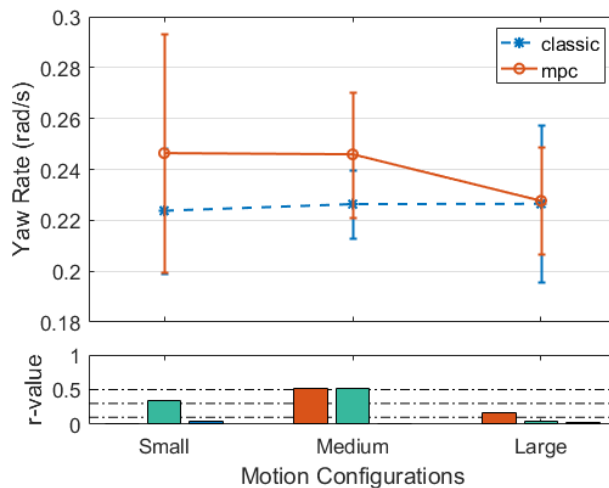 0.3
0.28
0.26
0.24
0.22
0.2
0.18
Yaw Rate (rad/s)
classic
mpc
1
0.5
0
r-value
Small Medium Large
Motion Configurations